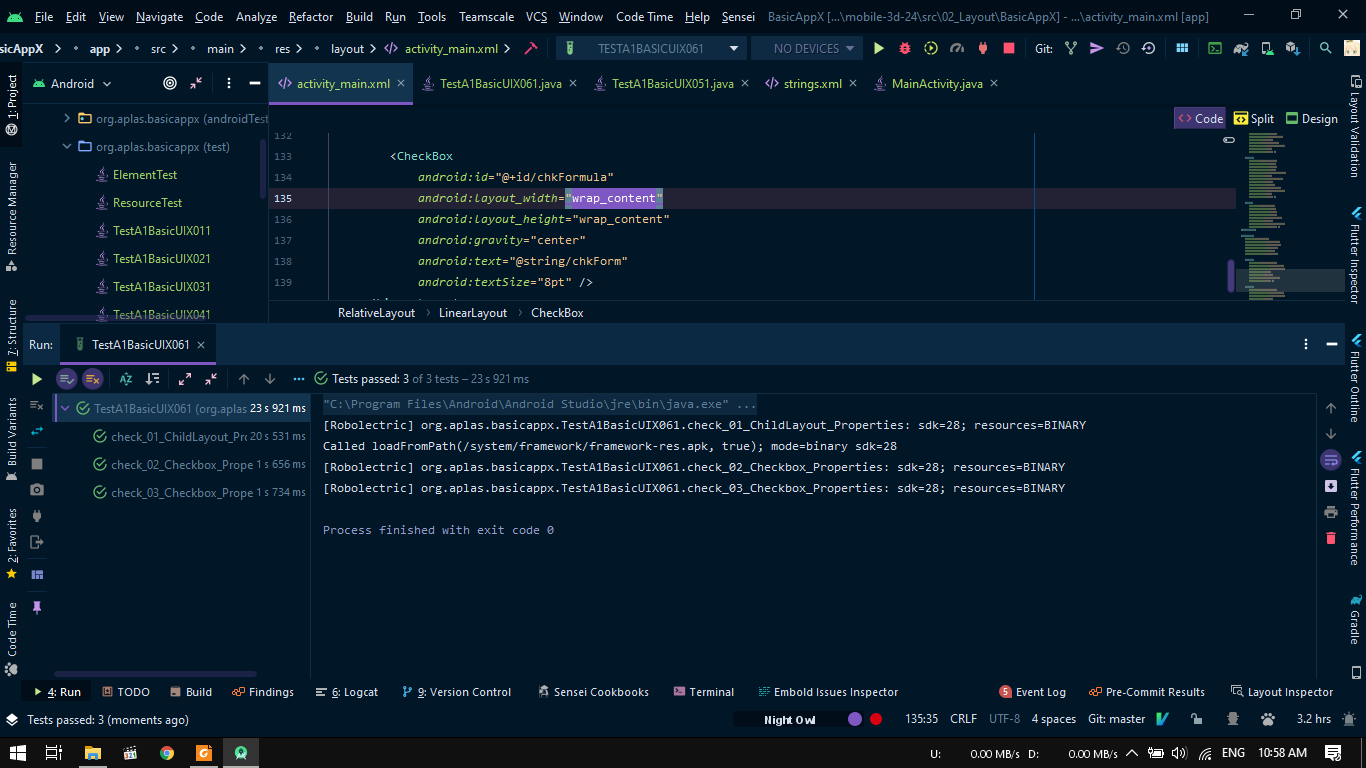 File Edit View Navigate Code Analyze Refactor Build Run Tools Teamscale VCS Window Code Time Help Sensei BasicAppX [...\mobile-3d-24\src\02_Layout\BasicAppX] - ...\activity_main.xml [app]
sicAppX app src main res layout activity_main.xml TESTA1BASICUIX061 NO DEVICES Git:
Android activity_main.xml TestA1BasicUIX061.java TestA1BasicUIX051.java strings.xml MainActivity.java
Code Split Design
1: Project
Resource Manager
7: Structure
Build Variants
2: Favorites
Code Time
org.aplas.basicappx (androidTest
org.aplas.basicappx (test)
ElementTest
ResourceTest
TestA1BasicUIX011
TestA1BasicUIX021
TestA1BasicUIX031
TestA1BasicUIX041
132
133 <CheckBox
134 android:id="@+id/chkFormula"
135 android:layout_width="wrap_content"
136 android:layout_height="wrap_content"
137 android:gravity="center"
138 android:text="@string/chkForm"
139 android:textSize="8pt" />
RelativeLayout LinearLayout CheckBox
Layout Validation
Flutter Inspector
Flutter Outline
Flutter Performance
Gradle
Run: TestA1BasicUIX061
Tests passed: 3 of 3 tests – 23 s 921 ms
TestA1BasicUIX061 (org.aplas 23 s 921 ms
check_01_ChildLayout_Prc 20 s 531 ms
check_02_Checkbox_Prope 1 s 656 ms
check_03_Checkbox_Prope 1 s 734 ms
"C:\Program Files\Android\Android Studio\jre\bin\java.exe" ...
[Robolectric] org.aplas.basicappx.TestA1BasicUIX061.check_01_ChildLayout_Properties: sdk=28; resources=BINARY
Called loadFromPath(/system/framework/framework-res.apk, true); mode=binary sdk=28
[Robolectric] org.aplas.basicappx.TestA1BasicUIX061.check_02_Checkbox_Properties: sdk=28; resources=BINARY
[Robolectric] org.aplas.basicappx.TestA1BasicUIX061.check_03_Checkbox_Properties: sdk=28; resources=BINARY
Process finished with exit code 0
4: Run TODO Build Findings 6: Logcat 9: Version Control Sensei Cookbooks Terminal Embold Issues Inspector 5 Event Log Pre-Commit Results Layout Inspector
Tests passed: 3 (moments ago) Night Owl 135:35 CRLF UTF-8 4 spaces Git: master 3.2 hrs
U: 0.00 MB/s D: 0.00 MB/s ENG 10:58 AM